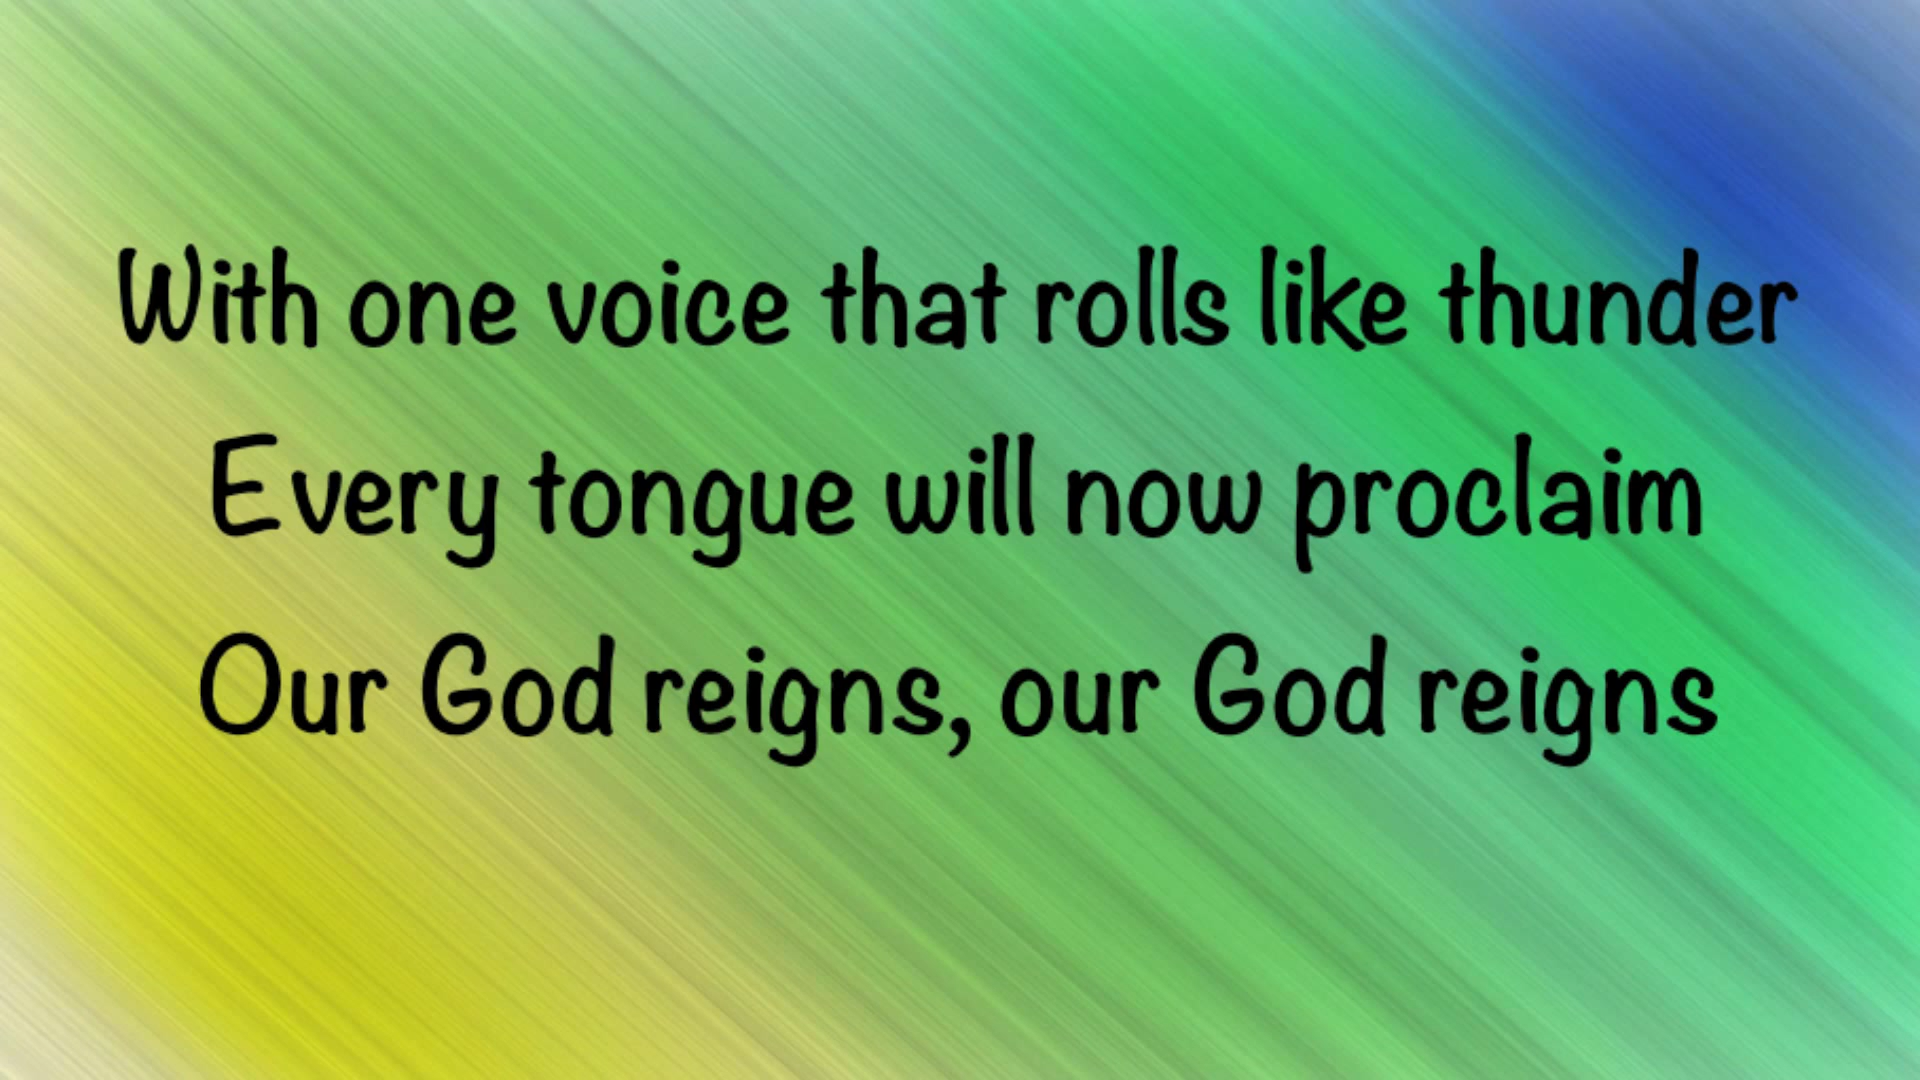 With one voice that rolls like thunder
Every tongue will now proclaim
Our God reigns, our God reigns